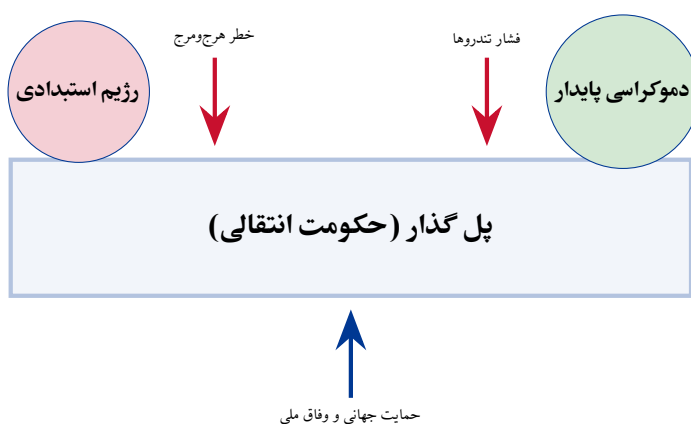 خطر هرج‌ومرج
فشار تندروها
رژیم استبدادی
دموکراسی پایدار
پل گذار (حکومت انتقالی)
حمایت جهانی و وفاق ملی